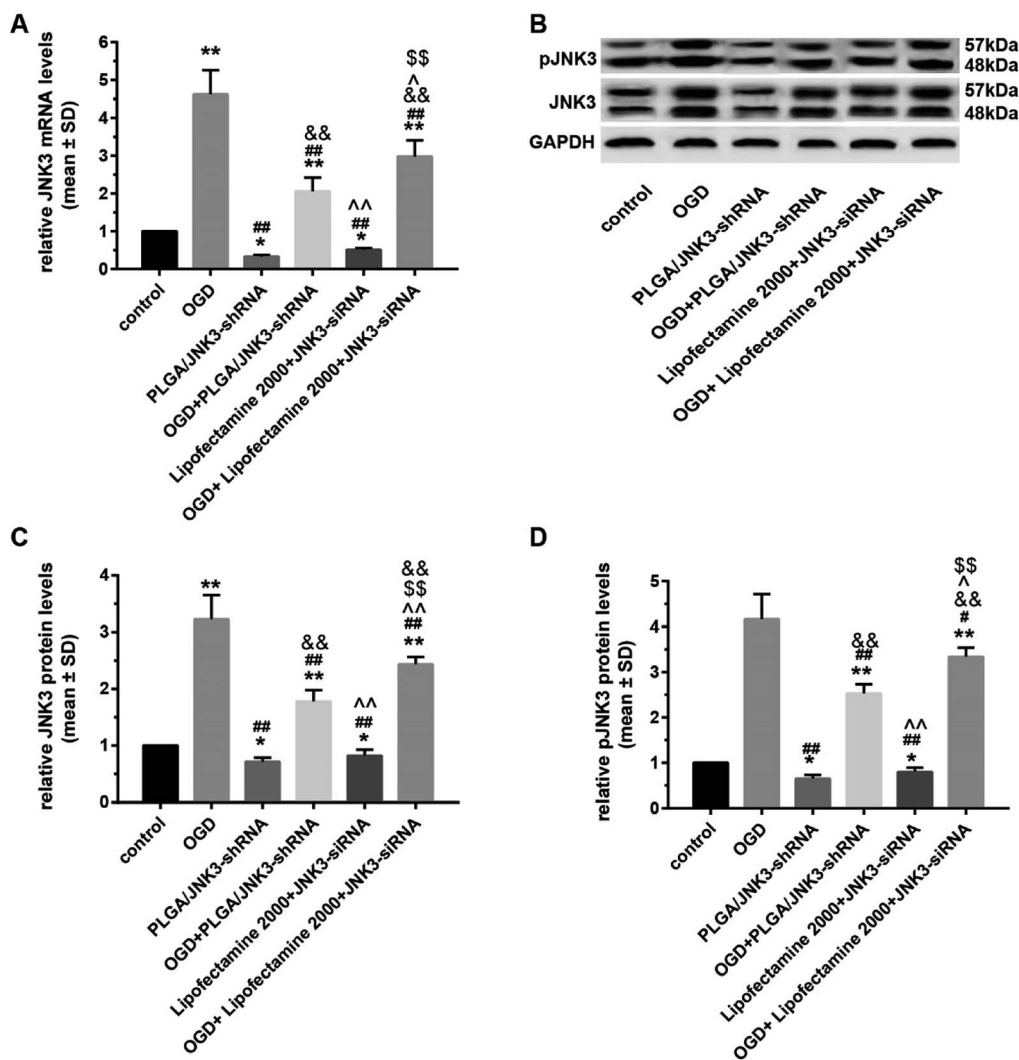 A
relative JNK3 mRNA levels
(mean ± SD)
6
5
4
3
2
1
0
**
##
*
&&
##
**
^^
##
*
$$
^
&&
##
**
control
OGD
PLGA/JNK3-shRNA
OGD+PLGA/JNK3-shRNA
Lipofectamine 2000+JNK3-siRNA
OGD+ Lipofectamine 2000+JNK3-siRNA
B
pJNK3
57kDa
48kDa
JNK3
57kDa
48kDa
GAPDH
control
OGD
PLGA/JNK3-shRNA
OGD+PLGA/JNK3-shRNA
Lipofectamine 2000+JNK3-siRNA
OGD+ Lipofectamine 2000+JNK3-siRNA
C
relative JNK3 protein levels
(mean ± SD)
4
3
2
1
0
**
##
*
&&
##
**
^^
##
*
&&
$$
^^
##
**
control
OGD
PLGA/JNK3-shRNA
OGD+PLGA/JNK3-shRNA
Lipofectamine 2000+JNK3-siRNA
OGD+ Lipofectamine 2000+JNK3-siRNA
D
relative pJNK3 protein levels
(mean ± SD)
5
4
3
2
1
0
##
*
&&
##
**
^^
##
*
$$
^
&&
#
**
control
OGD
PLGA/JNK3-shRNA
OGD+PLGA/JNK3-shRNA
Lipofectamine 2000+JNK3-siRNA
OGD+ Lipofectamine 2000+JNK3-siRNA